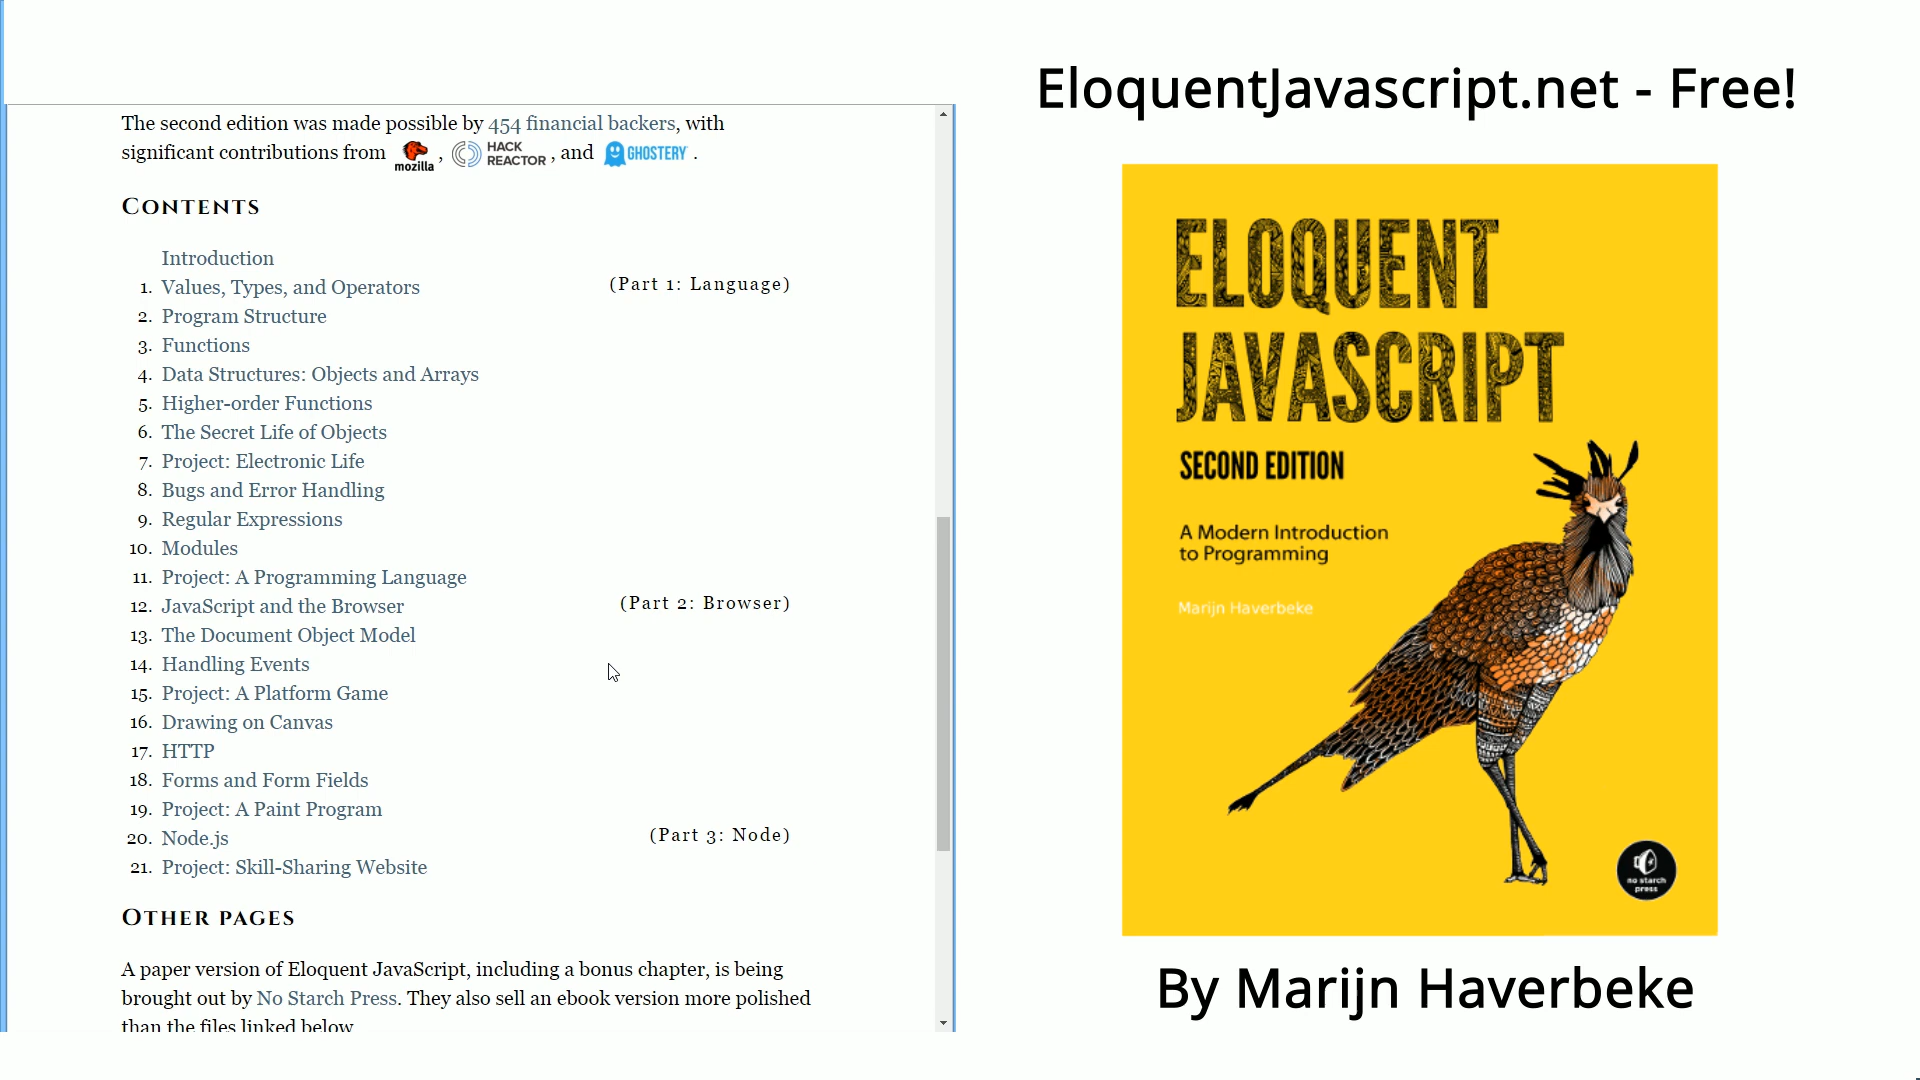 The second edition was made possible by 454 financial backers, with
significant contributions from mozilla, HACK REACTOR, and GHOSTERY.
CONTENTS
Introduction
1. Values, Types, and Operators (Part 1: Language)
2. Program Structure
3. Functions
4. Data Structures: Objects and Arrays
5. Higher-order Functions
6. The Secret Life of Objects
7. Project: Electronic Life
8. Bugs and Error Handling
9. Regular Expressions
10. Modules
11. Project: A Programming Language
12. JavaScript and the Browser (Part 2: Browser)
13. The Document Object Model
14. Handling Events
15. Project: A Platform Game
16. Drawing on Canvas
17. HTTP
18. Forms and Form Fields
19. Project: A Paint Program
20. Node.js (Part 3: Node)
21. Project: Skill-Sharing Website
OTHER PAGES
A paper version of Eloquent JavaScript, including a bonus chapter, is being
brought out by No Starch Press. They also sell an ebook version more polished
than the files linked below
EloquentJavascript.net - Free!
ELOQUENT
JAVASCRIPT
SECOND EDITION
A Modern Introduction
to Programming
Marijn Haverbeke
no starch
press
By Marijn Haverbeke